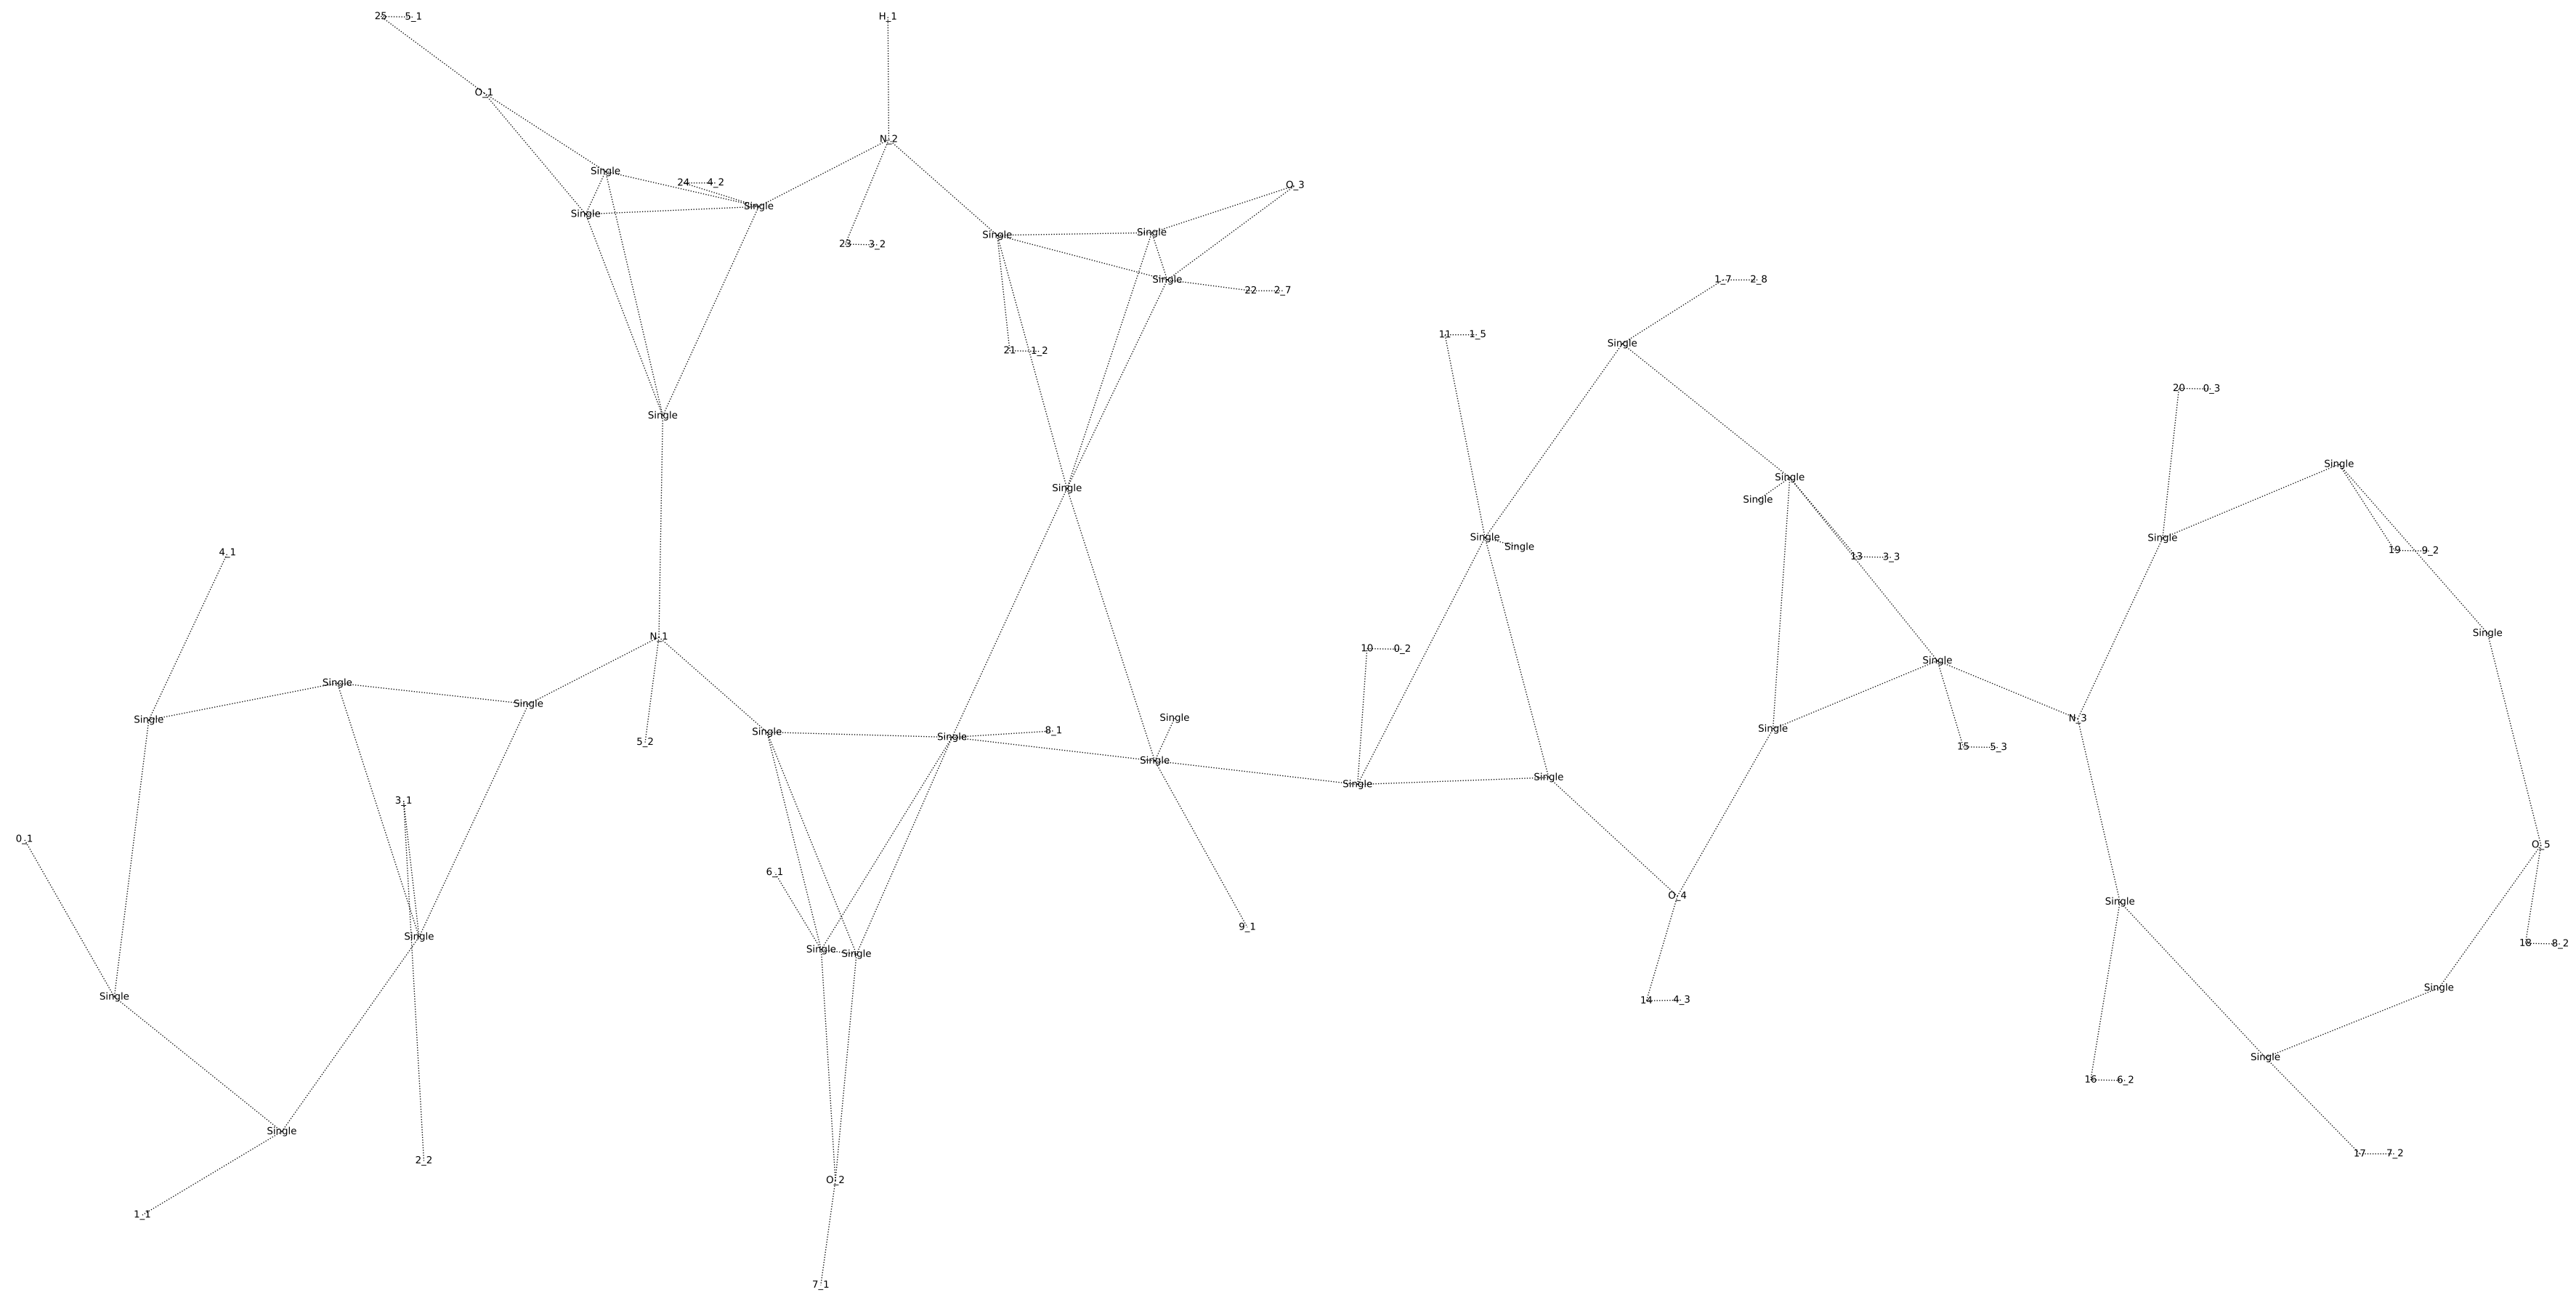 25 5_1
H_1
O_1
N_2
Single
24 4_2
O_3
Single
Single
Single
Single
23 3_2
Single
1_7 2_8
22 2_7
11 1_5
Single
21 1_2
20 0_3
Single
Single
Single
Single
Single
Single
Single
Single
19 9_2
4_1
13 3_3
Single
N_1
10 0_2
Single
Single
Single
Single
Single
N_3
Single
8_1
Single
Single
5_2
15 5_3
Single
Single
Single
3_1
0_1
O_5
6_1
O_4
Single
9_1
Single
18 8_2
Single
Single
Single
Single
14 4_3
Single
16 6_2
Single
17 7_2
2_2
O_2
1_1
7_1